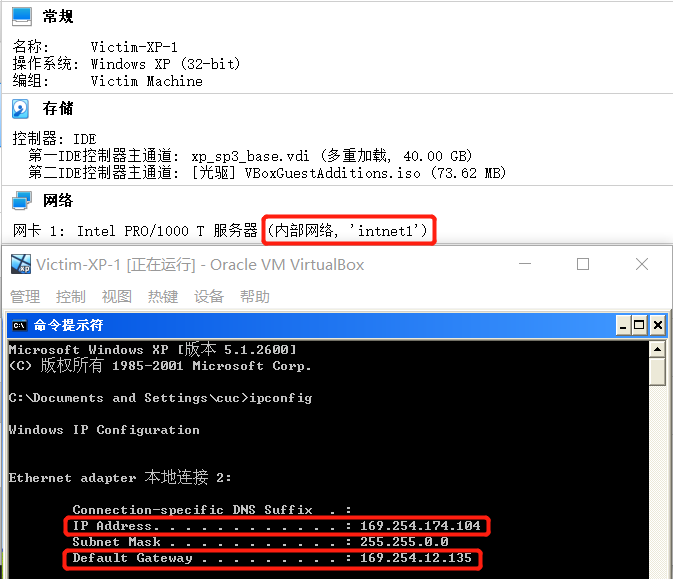 常规
名称: Victim-XP-1
操作系统: Windows XP (32-bit)
编组: Victim Machine
存储
控制器: IDE
第一IDE控制器主通道: xp_sp3_base.vdi (多重加载, 40.00 GB)
第二IDE控制器主通道: [光驱] VBoxGuestAdditions.iso (73.62 MB)
网络
网卡 1: Intel PRO/1000 T 服务器 (内部网络, 'intnet1')
Victim-XP-1 [正在运行] - Oracle VM VirtualBox
管理 控制 视图 热键 设备 帮助
命令提示符
Microsoft Windows XP [版本 5.1.2600]
(C) 版权所有 1985-2001 Microsoft Corp.
C:\Documents and Settings\cuc>ipconfig
Windows IP Configuration
Ethernet adapter 本地连接 2:
Connection-specific DNS Suffix . :
IP Address. . . . . . . . . . . . : 169.254.174.104
Subnet Mask . . . . . . . . . . . : 255.255.0.0
Default Gateway . . . . . . . . . : 169.254.12.135